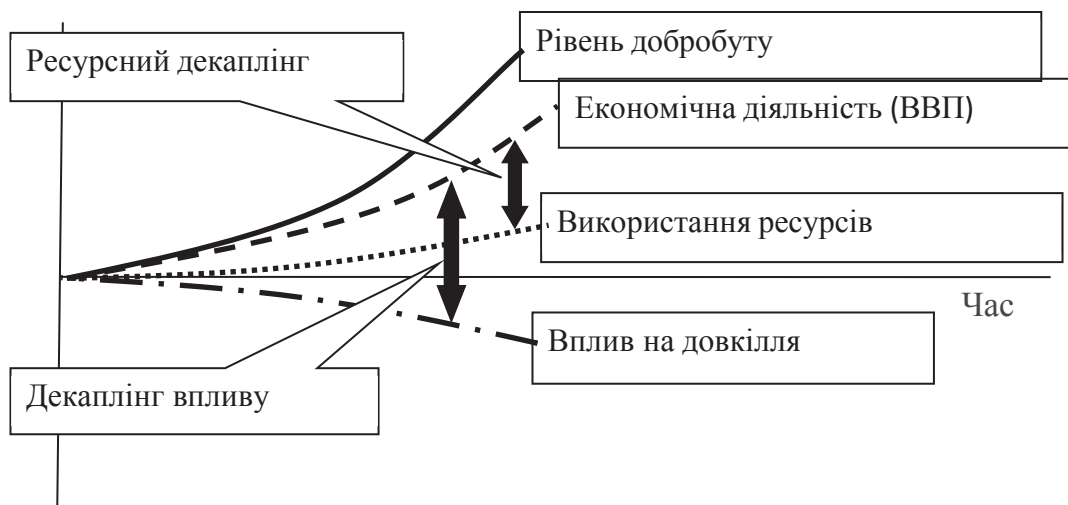 Рівень добробуту
Ресурсний декаплінг
Економічна діяльність (ВВП)
Використання ресурсів
Час
Вплив на довкілля
Декаплінг впливу